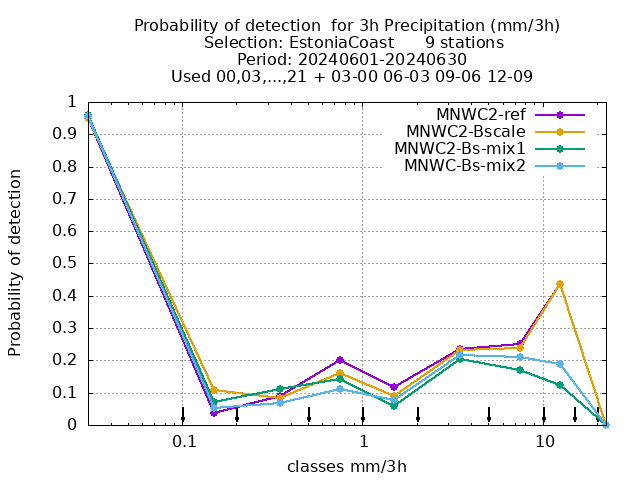 Probability of detection  for 3h Precipitation (mm/3h)
Selection: EstoniaCoast      9 stations
Period: 20240601-20240630
Used 00,03,...,21 + 03-00 06-03 09-06 12-09
MNWC2-ref
MNWC2-Bscale
MNWC2-Bs-mix1
MNWC-Bs-mix2
Probability of detection
1
0.9
0.8
0.7
0.6
0.5
0.4
0.3
0.2
0.1
0
0.1 1 10
classes mm/3h